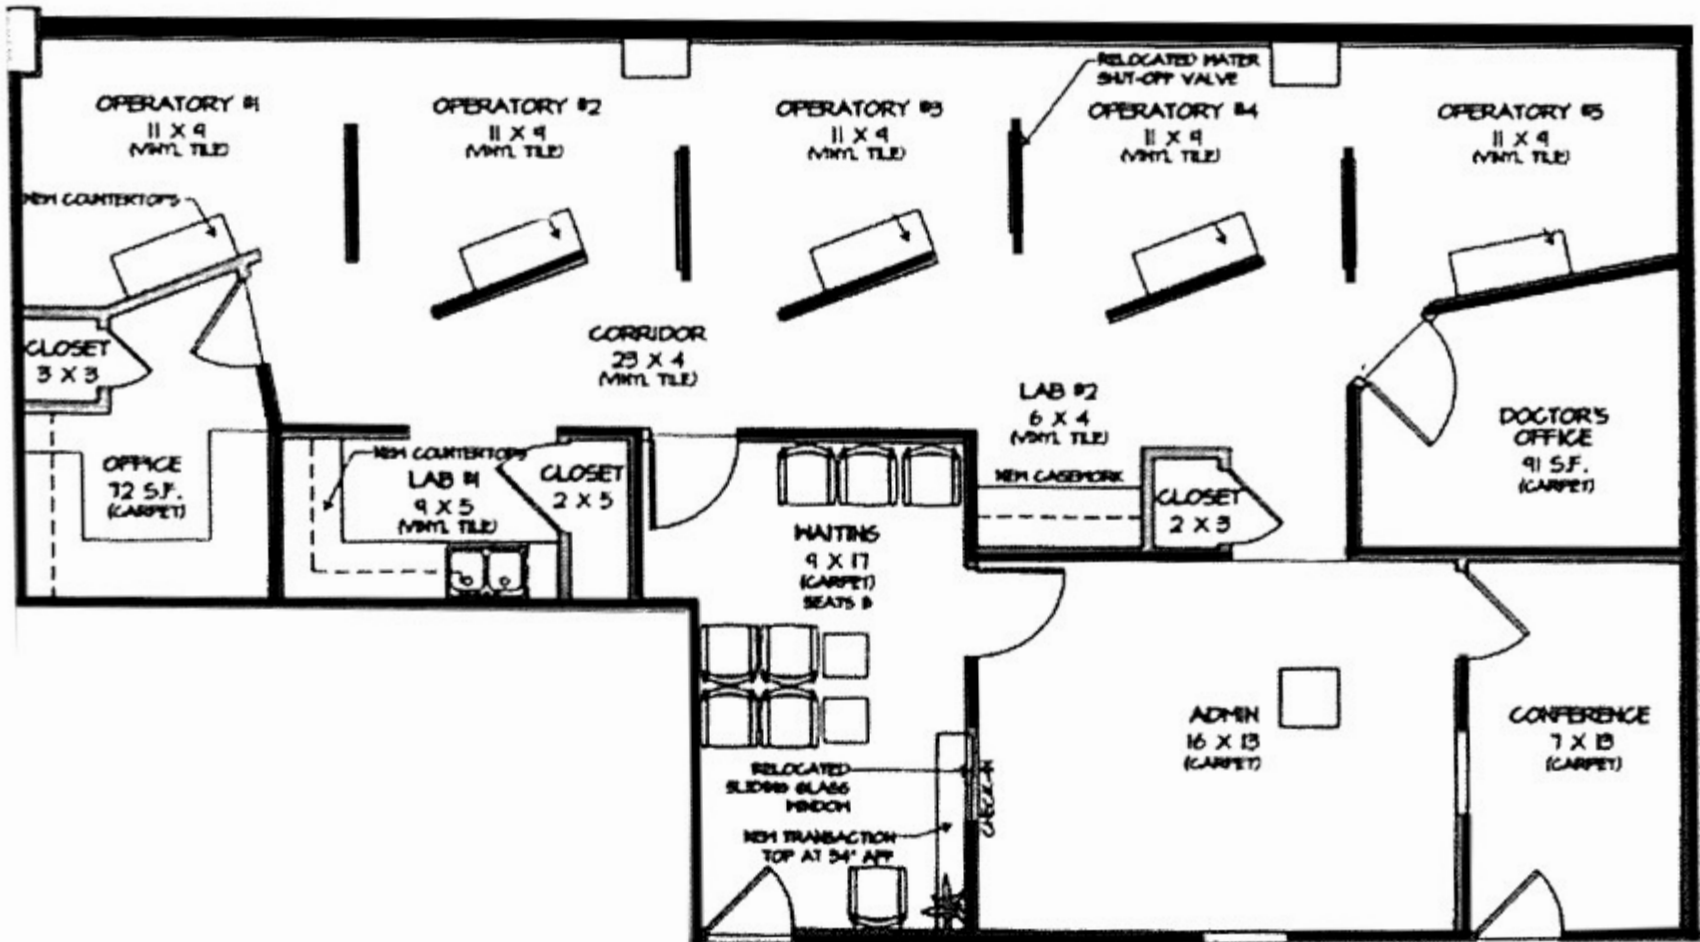 OPERATORY #1
11 X 9
(VINYL TILE)
OPERATORY #2
11 X 9
(VINYL TILE)
OPERATORY #3
11 X 9
(VINYL TILE)
RELOCATED WATER
SHUT-OFF VALVE
OPERATORY #4
11 X 9
(VINYL TILE)
OPERATORY #5
11 X 9
(VINYL TILE)
NEW COUNTERTOPS
CLOSET
3 X 3
CORRIDOR
23 X 4
(VINYL TILE)
LAB #2
6 X 4
(VINYL TILE)
DOCTOR'S
OFFICE
91 S.F.
(CARPET)
OFFICE
72 S.F.
(CARPET)
NEW COUNTERTOPS
LAB #1
9 X 5
(VINYL TILE)
CLOSET
2 X 5
NEW CASEWORK
CLOSET
2 X 3
WAITING
9 X 17
(CARPET)
SEATS
ADMIN
16 X 13
(CARPET)
CONFERENCE
7 X 13
(CARPET)
RELOCATED
SLIDING GLASS
WINDOW
CHECK
NEW TRANSACTION
TOP AT 54" AFF